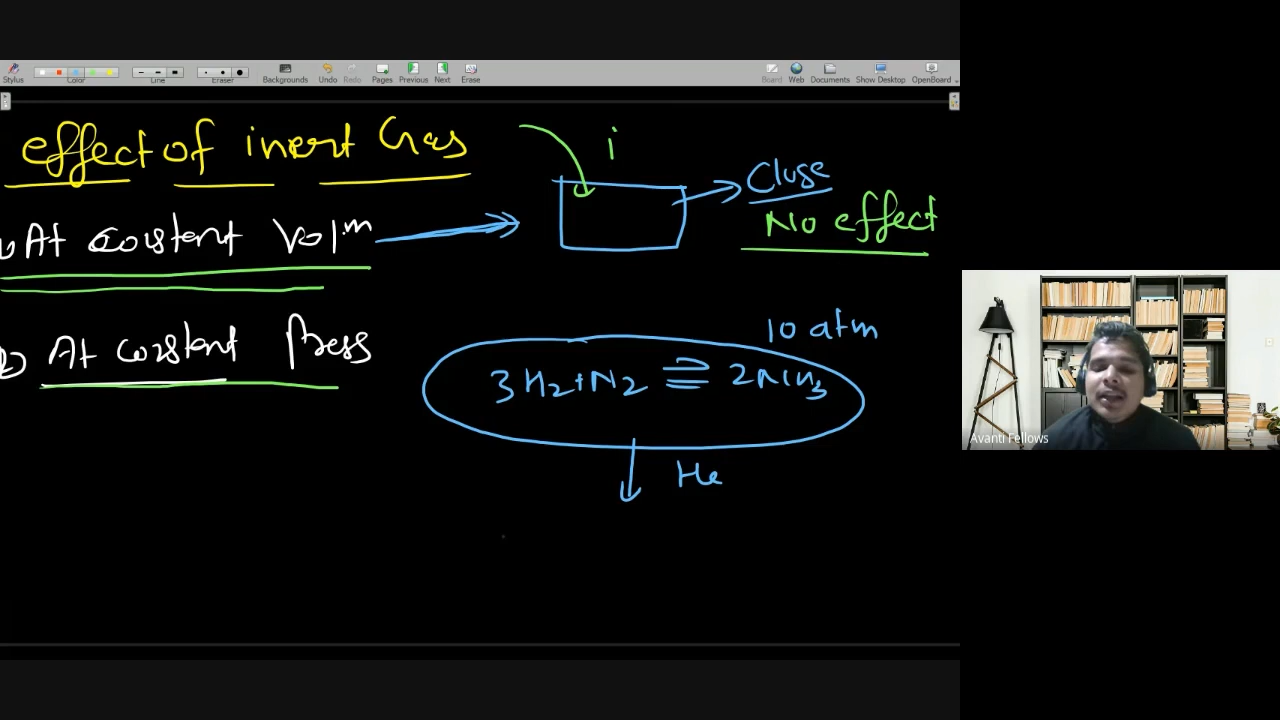 Stylus Color Line Eraser Backgrounds Undo Redo Pages Previous Next Erase Board Web Documents Show Desktop OpenBoard
effect of inert Gas
i
Close
No effect
At constant Vol.m
At constant Press
10 atm
3H2+N2 ⇌ 2NH3
He
Avanti Fellows